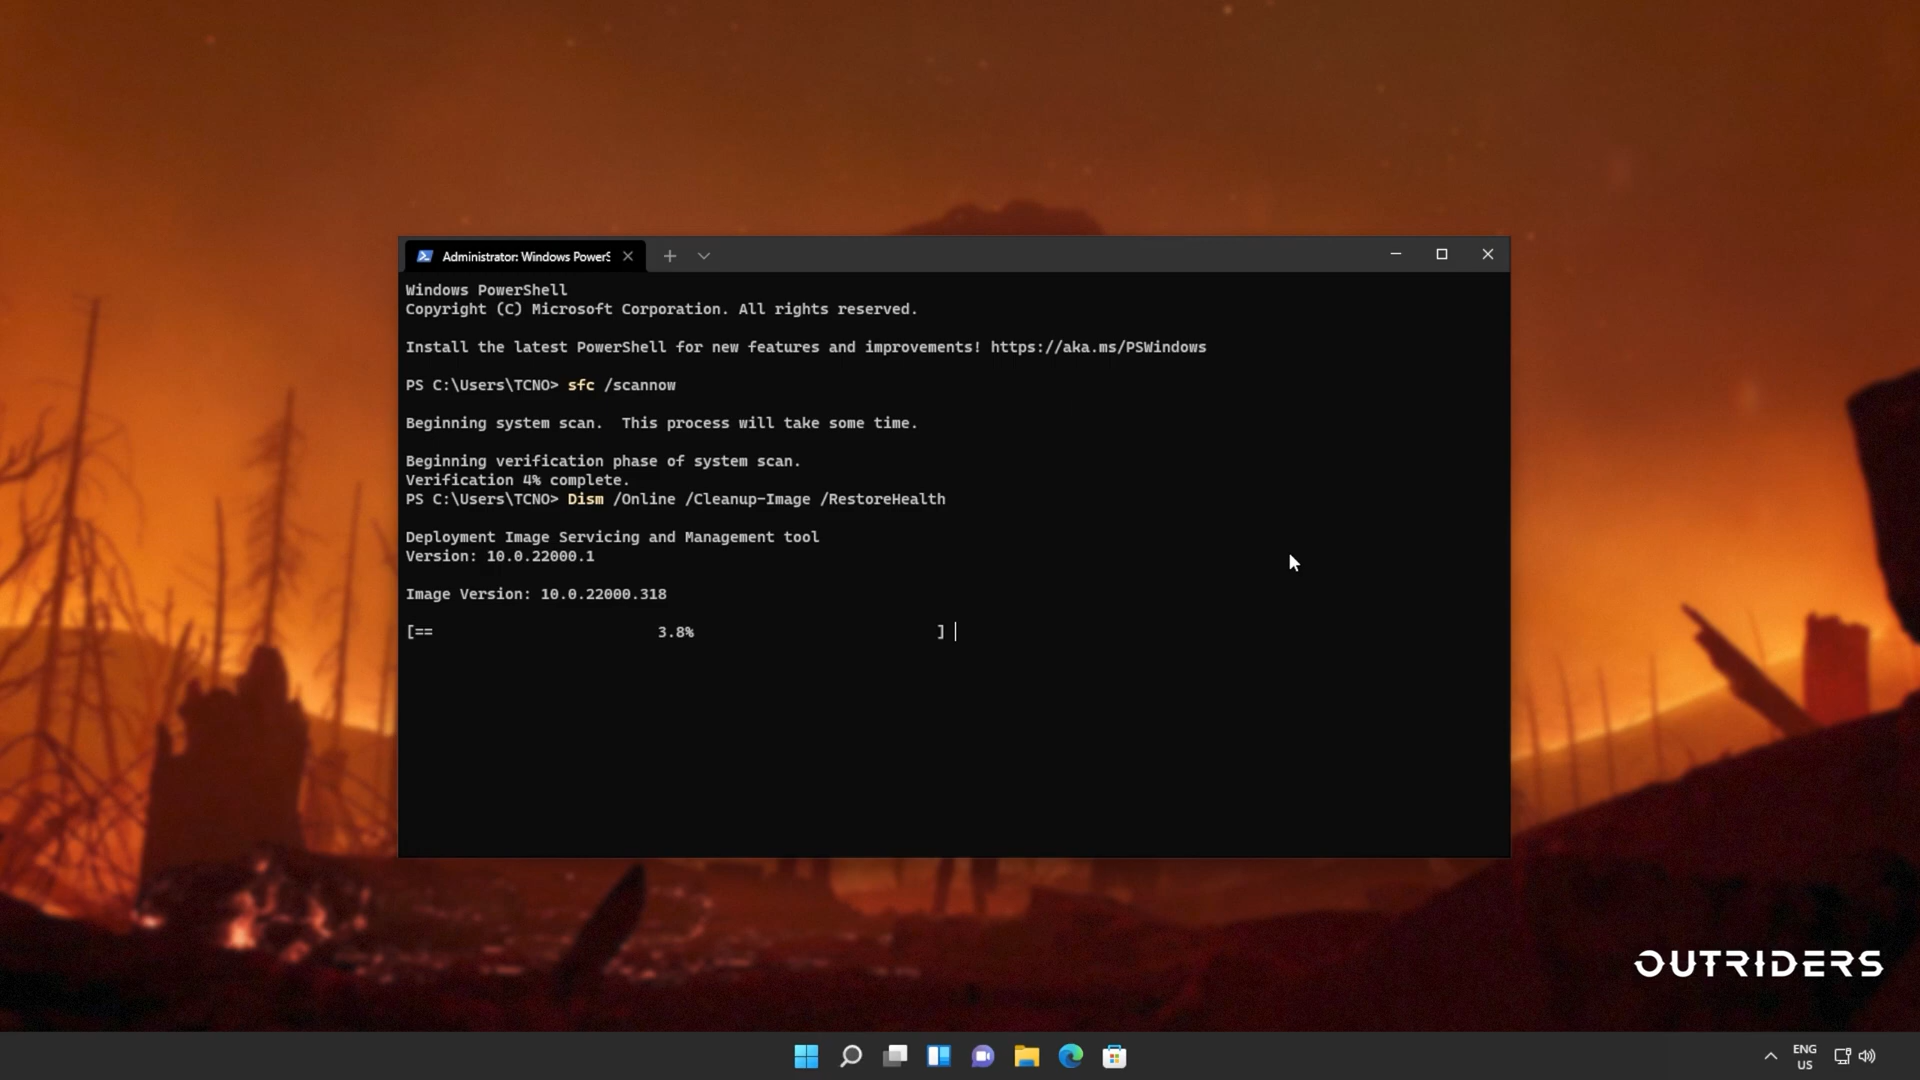 Administrator: Windows PowerS
Windows PowerShell
Copyright (C) Microsoft Corporation. All rights reserved.
Install the latest PowerShell for new features and improvements! https://aka.ms/PSWindows
PS C:\Users\TCNO> sfc /scannow
Beginning system scan.  This process will take some time.
Beginning verification phase of system scan.
Verification 4% complete.
PS C:\Users\TCNO> Dism /Online /Cleanup-Image /RestoreHealth
Deployment Image Servicing and Management tool
Version: 10.0.22000.1
Image Version: 10.0.22000.318
[==                         3.8%                           ]
OUTRIDERS
ENG
US